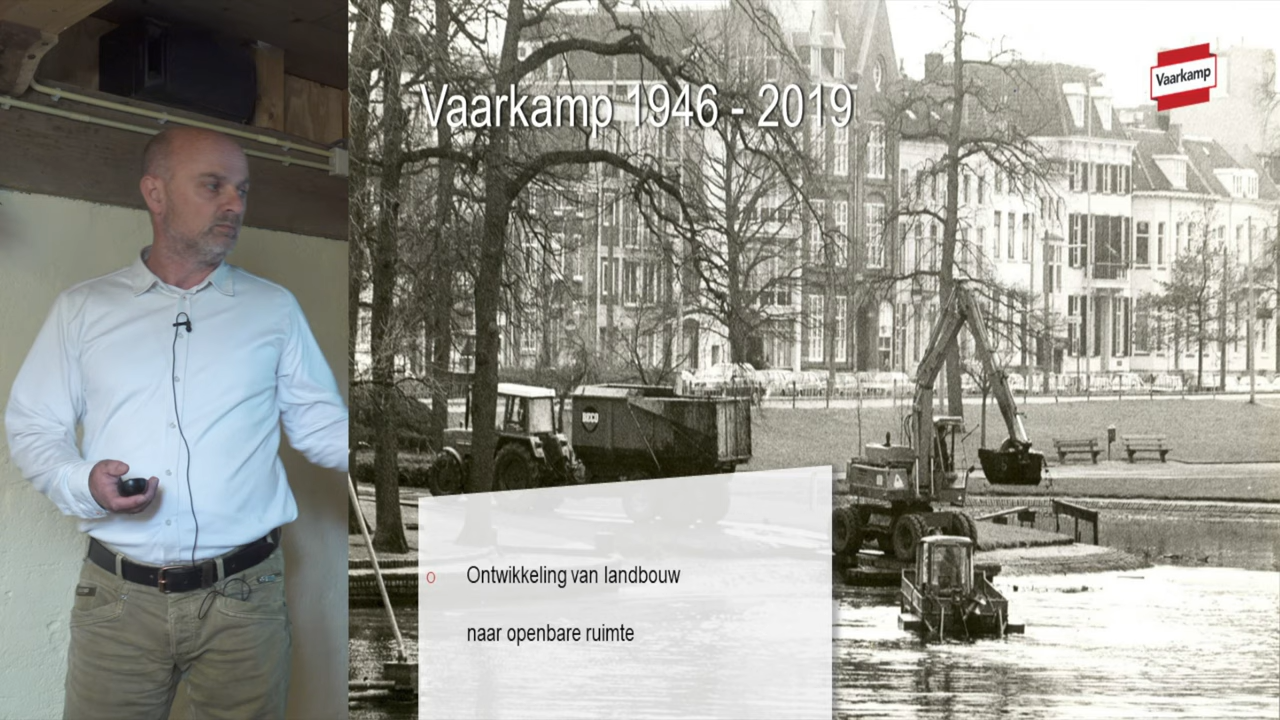 Vaarkamp 1946 - 2019
Vaarkamp
o Ontwikkeling van landbouw
naar openbare ruimte